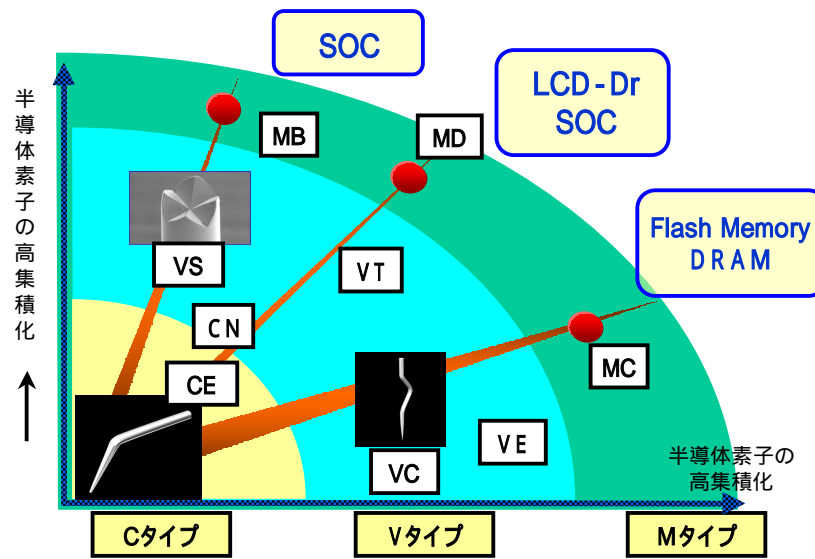 SOC
LCD-Dr
SOC
Flash Memory
DRAM
半導体素子の高集積化
MB
MD
VS
VT
CN
CE
MC
VE
VC
半導体素子の
高集積化
Cタイプ
Vタイプ
Mタイプ